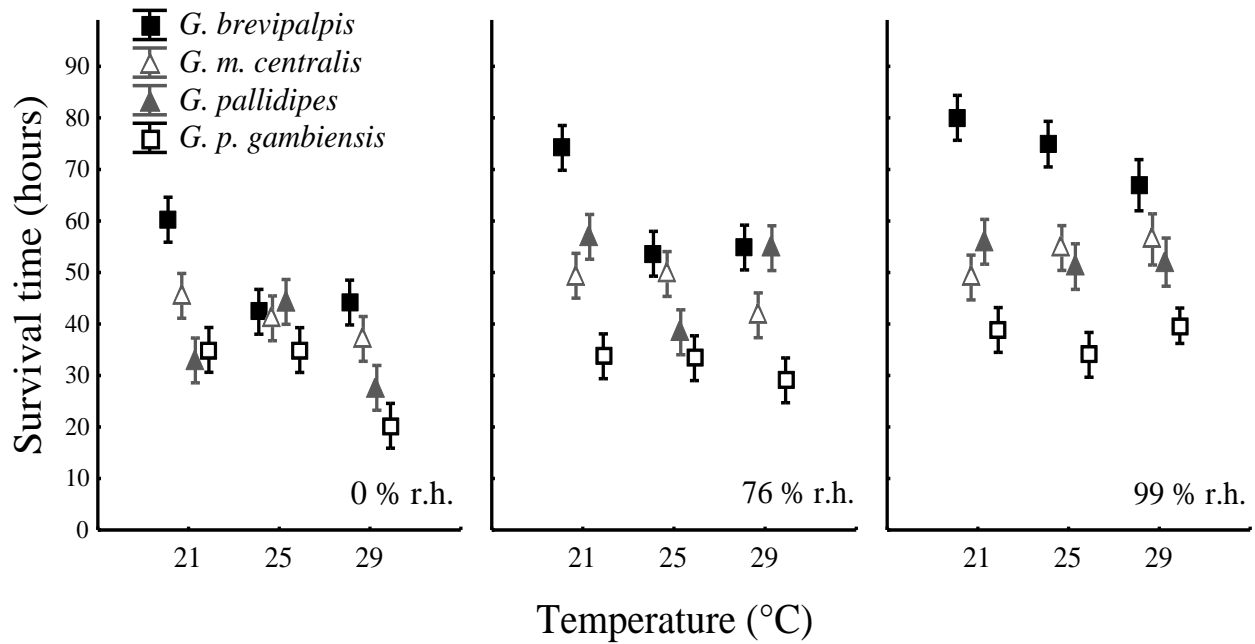 G. brevipalpis
G. m. centralis
G. pallidipes
G. p. gambiensis
Survival time (hours)
90
80
70
60
50
40
30
20
10
0
0 % r.h.
76 % r.h.
99 % r.h.
21 25 29
21 25 29
21 25 29
Temperature (°C)